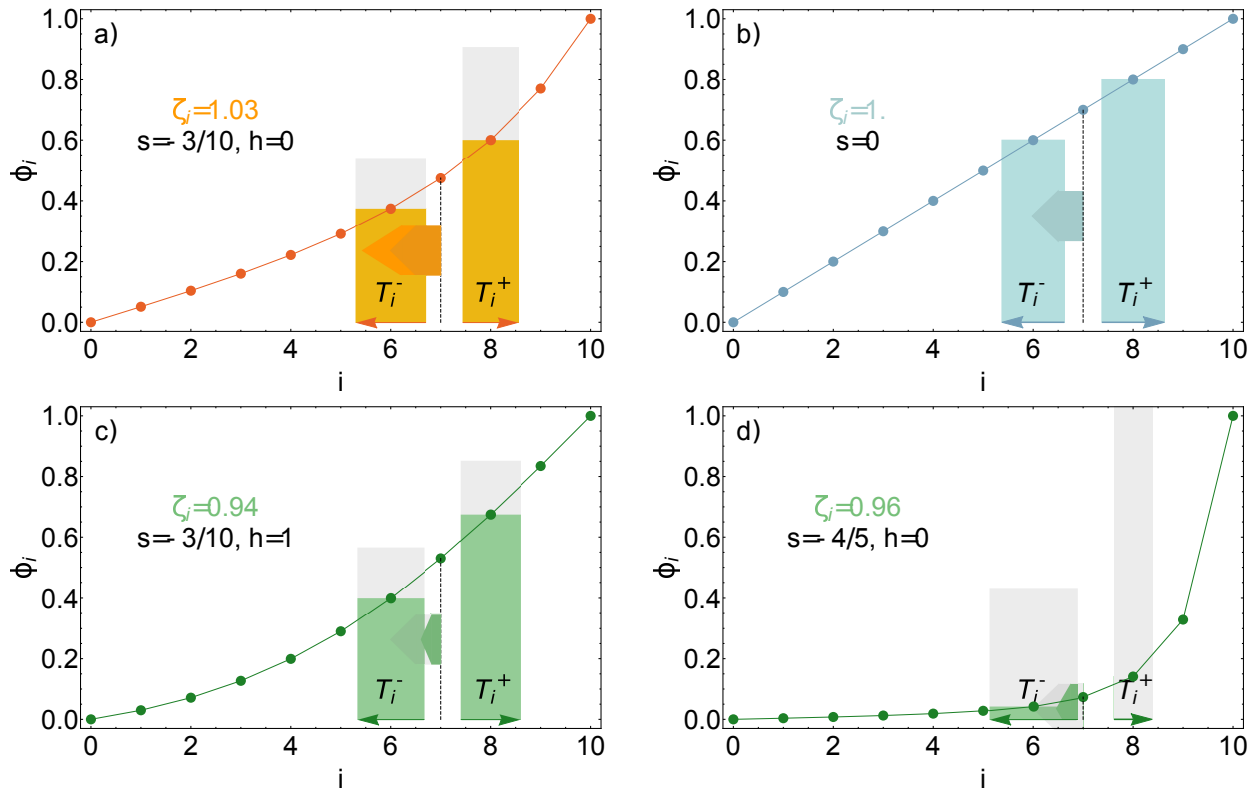 a)
ζi=1.03
s=-3/10, h=0
Ti-
Ti+
ϕi
1.0
0.8
0.6
0.4
0.2
0.0
0 2 4 6 8 10
i
b)
ζi=1.
s=0
Ti-
Ti+
ϕi
1.0
0.8
0.6
0.4
0.2
0.0
0 2 4 6 8 10
i
c)
ζi=0.94
s=-3/10, h=1
Ti-
Ti+
ϕi
1.0
0.8
0.6
0.4
0.2
0.0
0 2 4 6 8 10
i
d)
ζi=0.96
s=-4/5, h=0
Ti-
Ti+
ϕi
1.0
0.8
0.6
0.4
0.2
0.0
0 2 4 6 8 10
i